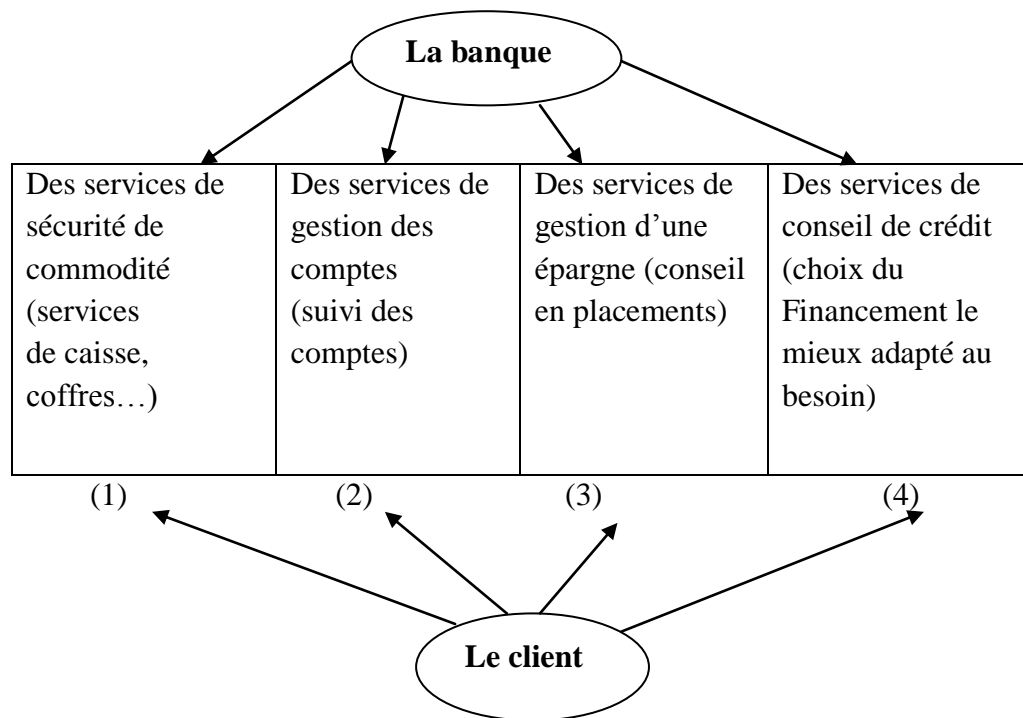 La banque
Des services de
sécurité de
commodité
(services
de caisse,
coffres…)
Des services de
gestion des
comptes
(suivi des
comptes)
Des services de
gestion d’une
épargne (conseil
en placements)
Des services de
conseil de crédit
(choix du
Financement le
mieux adapté au
besoin)
(1)
(2)
(3)
(4)
Le client